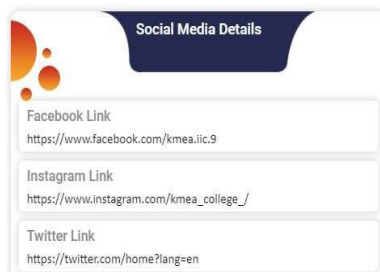 Social Media Details
Facebook Link
https://www.facebook.com/kmea.iic.9
Instagram Link
https://www.instagram.com/kmea_college_/
Twitter Link
https://twitter.com/home?lang=en